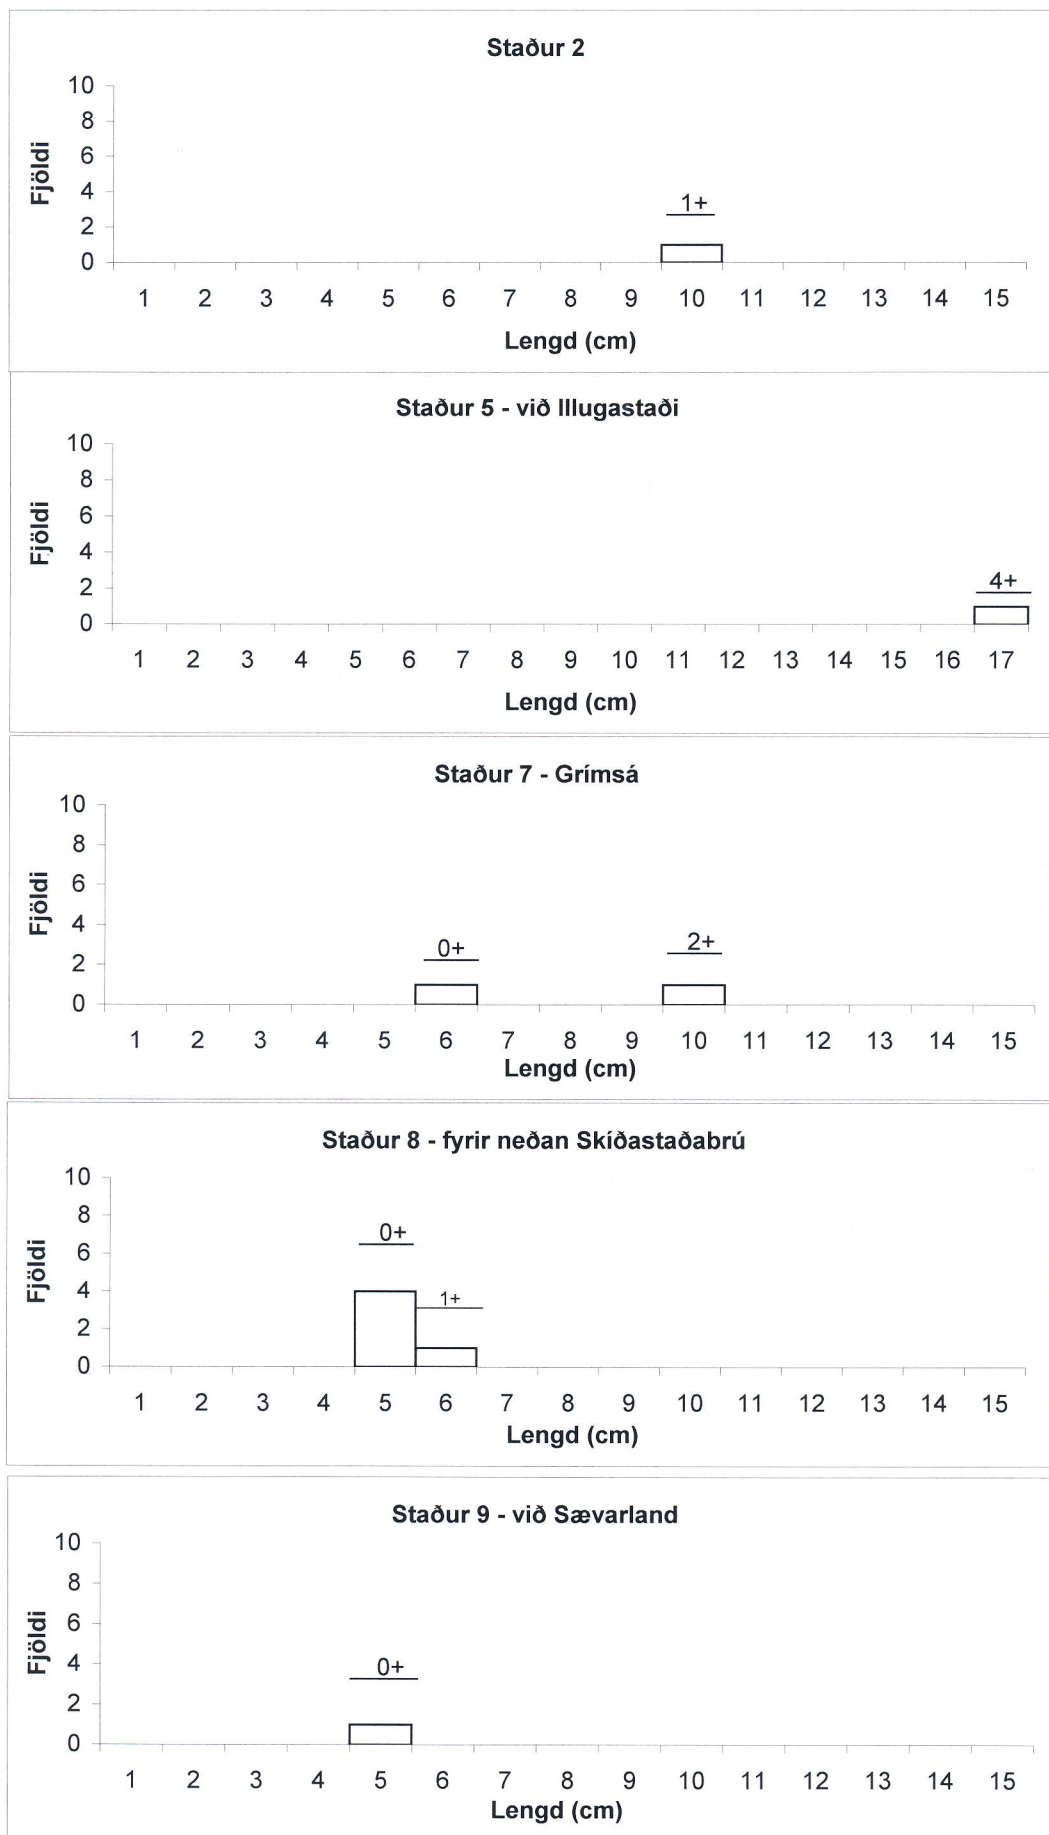 Staður 2
10
8
6
4
2
0
Fjöldi
1+
1 2 3 4 5 6 7 8 9 10 11 12 13 14 15
Lengd (cm)
Staður 5 - við Illugastaði
10
8
6
4
2
0
Fjöldi
4+
1 2 3 4 5 6 7 8 9 10 11 12 13 14 15 16 17
Lengd (cm)
Staður 7 - Grímsá
10
8
6
4
2
0
Fjöldi
0+ 2+
1 2 3 4 5 6 7 8 9 10 11 12 13 14 15
Lengd (cm)
Staður 8 - fyrir neðan Skíðastaðabrú
10
8
6
4
2
0
Fjöldi
0+
1+
1 2 3 4 5 6 7 8 9 10 11 12 13 14 15
Lengd (cm)
Staður 9 - við Sævarland
10
8
6
4
2
0
Fjöldi
0+
1 2 3 4 5 6 7 8 9 10 11 12 13 14 15
Lengd (cm)